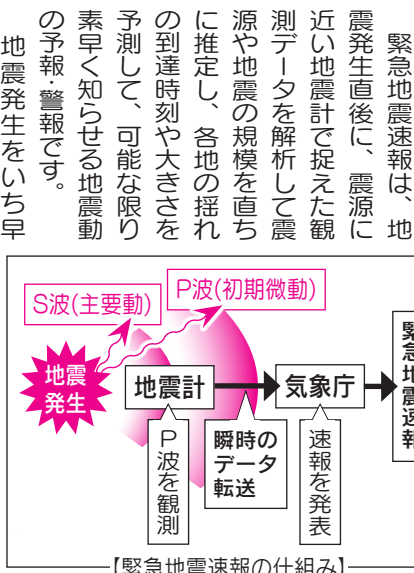 緊急地震速報は、地
震発生直後に、震源に
近い地震計で捉えた観
測データを解析して震
源や地震の規模を直ち
に推定し、各地の揺れ
の到達時刻や大きさを
予測して、可能な限り
素早く知らせる地震動
の予報・警報です。
地震発生をいち早
S波(主要動)
P波(初期微動)
地震
発生
地震計
P波を観測
瞬時の
データ
転送
気象庁
速報を発表
緊急地震速報
【緊急地震速報の仕組み】